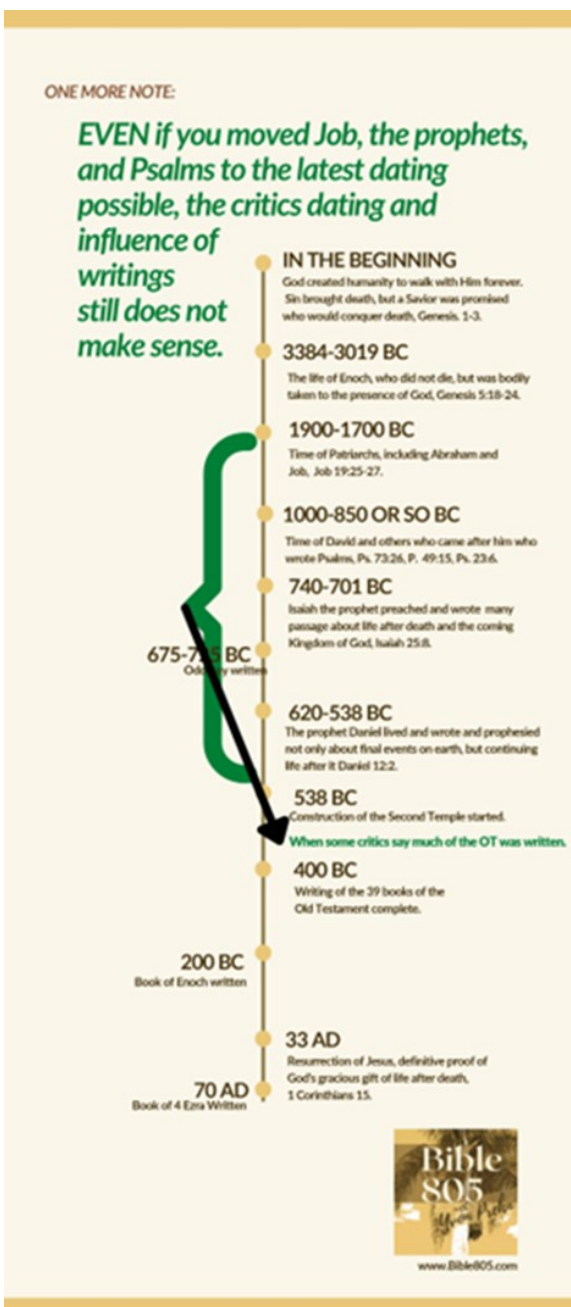 ONE MORE NOTE:
EVEN if you moved Job, the prophets,
and Psalms to the latest dating
possible, the critics dating and
influence of
writings
still does not
make sense.
IN THE BEGINNING
God created humanity to walk with Him forever.
Sin brought death, but a Savior was promised
who would conquer death, Genesis. 1-3.
3384-3019 BC
The life of Enoch, who did not die, but was bodily
taken to the presence of God, Genesis 5:18-24.
1900-1700 BC
Time of Patriarchs, including Abraham and
Job, Job 19:25-27.
1000-850 OR SO BC
Time of David and others who came after him who
wrote Psalms, Ps. 73:26, P. 49:15, Ps. 23:6.
740-701 BC
Isaiah the prophet preached and wrote many
passage about life after death and the coming
Kingdom of God, Isaiah 25:8.
BC
written
620-538 BC
The prophet Daniel lived and wrote and prophesied
not only about final events on earth, but continuing
life after it Daniel 12:2.
538 BC
Construction of the Second Temple started.
When some critics say much of the OT was written.
400 BC
Writing of the 39 books of the
Old Testament complete.
200 BC
Book of Enoch written
33 AD
Resurrection of Jesus, definitive proof of
God's gracious gift of life after death,
1 Corinthians 15.
70 AD
Book of 4 Ezra Written
Bible
805
www.Bible805.com